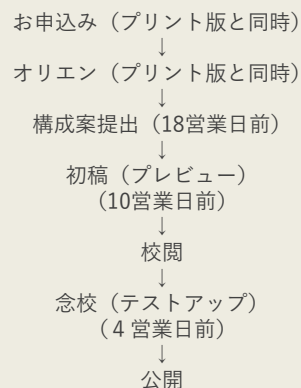 お申込み（プリント版と同時）
↓
オリエン（プリント版と同時）
↓
構成案提出（18営業日前）
↓
初稿（プレビュー）
（10営業日前）
↓
校閲
↓
念校（テストアップ）
（４営業日前）
↓
公開